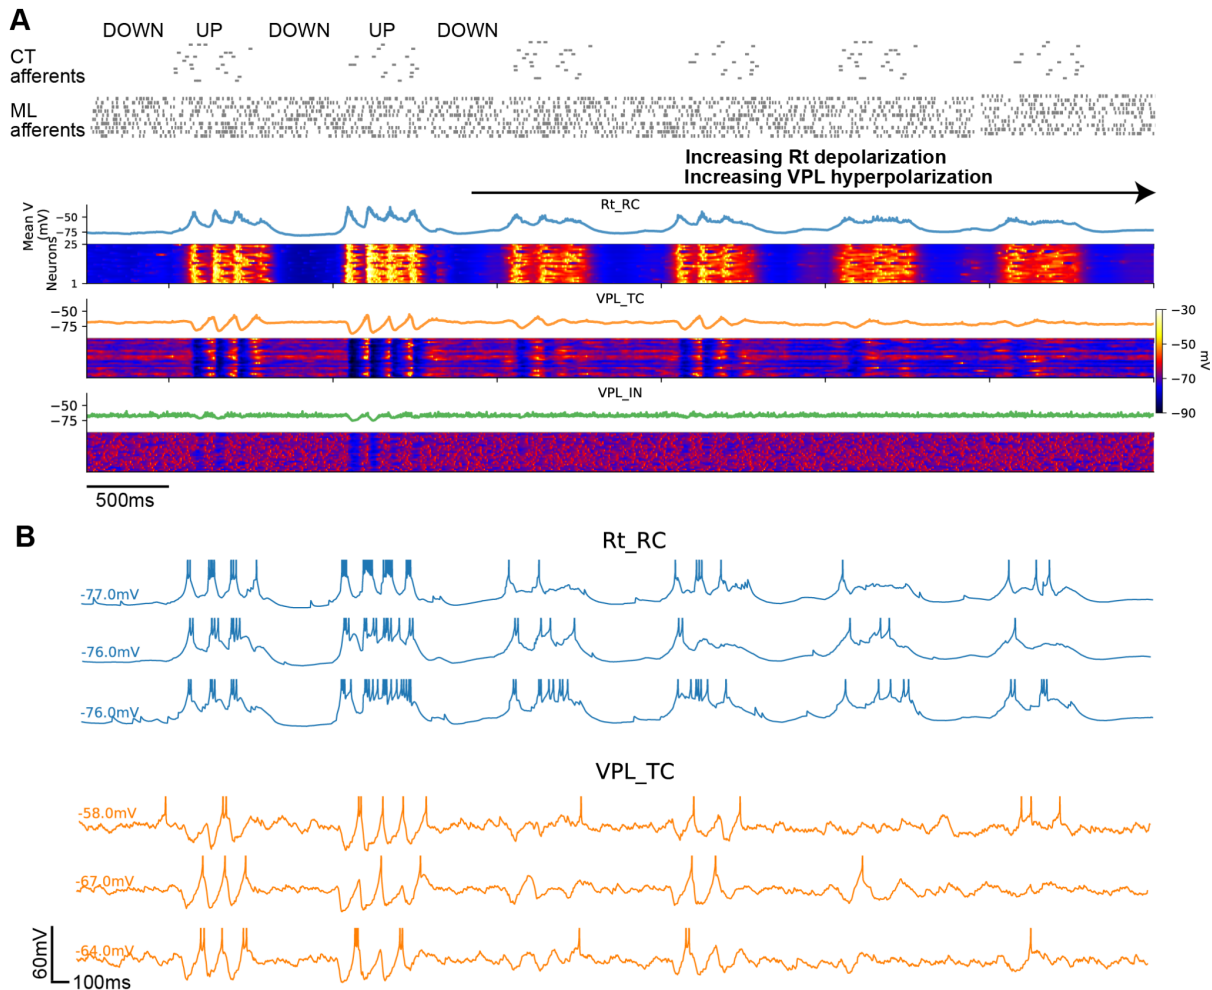 A
DOWN UP DOWN UP DOWN
CT
afferents
ML
afferents
Increasing Rt depolarization
Increasing VPL hyperpolarization
Rt_RC
Mean V
(mV)
−50
−75
Neurons
25
1
VPL_TC
−50
−75
−30
−50
−70
−90
mV
VPL_IN
−50
−75
500ms
B
Rt_RC
-77.0mV
-76.0mV
-76.0mV
VPL_TC
-58.0mV
-67.0mV
-64.0mV
60mV
100ms